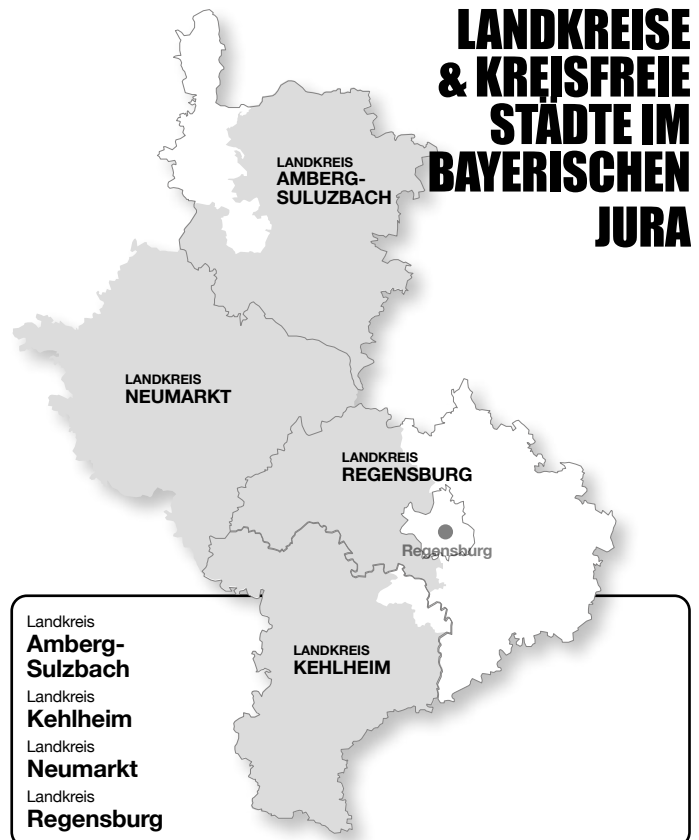 LANDKREISE
& KREISFREIE
STÄDTE IM
BAYERISCHEN
JURA
LANDKREIS
AMBERG-
SULUZBACH
LANDKREIS
NEUMARKT
LANDKREIS
REGENSBURG
Regensburg
LANDKREIS
KEHLHEIM
Landkreis
Amberg-
Sulzbach
Landkreis
Kehlheim
Landkreis
Neumarkt
Landkreis
Regensburg